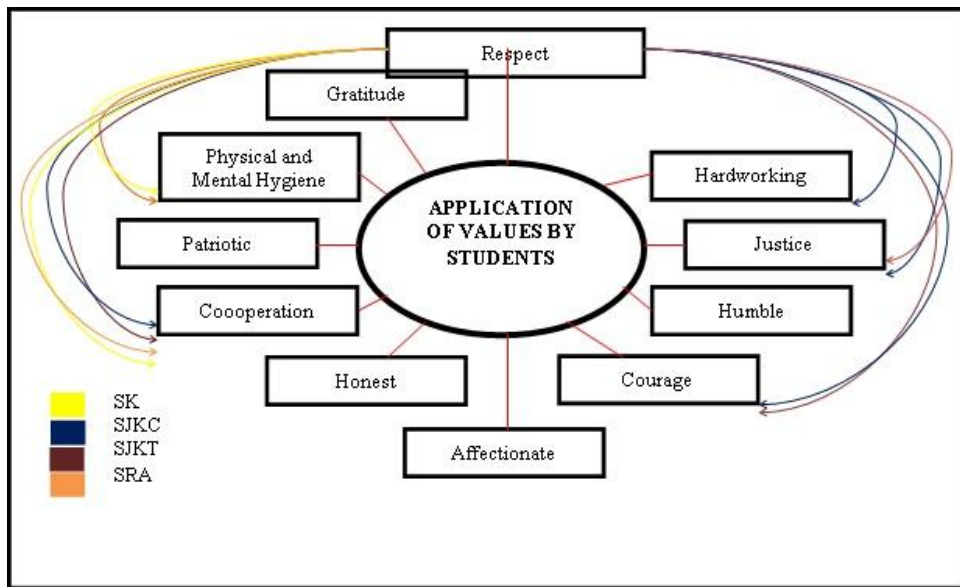 Respect
Gratitude
Physical and
Mental Hygiene
Hardworking
APPLICATION
OF VALUES BY
STUDENTS
Patriotic
Justice
Coooperation
Humble
Honest
Courage
Affectionate
SK
SJKC
SJKT
SRA